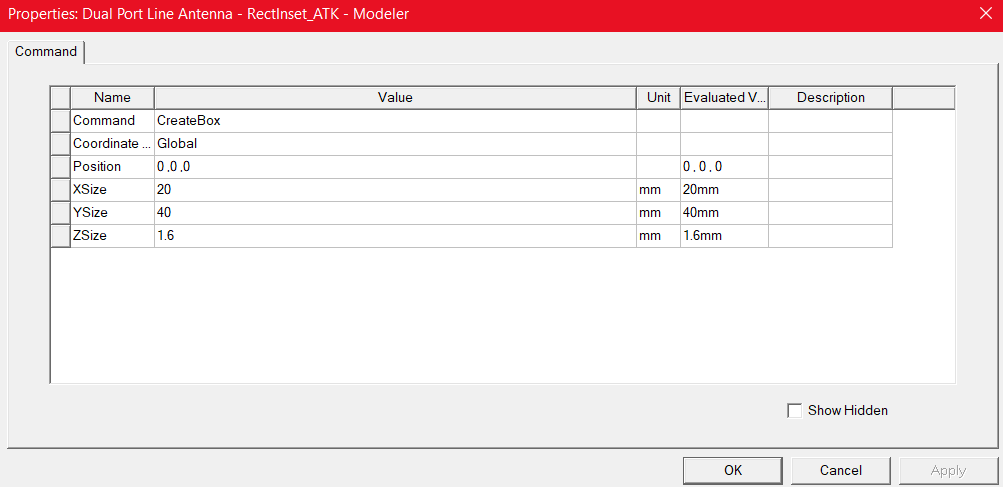 Properties: Dual Port Line Antenna - RectInset_ATK - Modeler
Command
Name Value Unit Evaluated V... Description
Command CreateBox
Coordinate ... Global
Position 0 ,0 ,0 0 , 0 , 0
XSize 20 mm 20mm
YSize 40 mm 40mm
ZSize 1.6 mm 1.6mm
Show Hidden
OK Cancel Apply